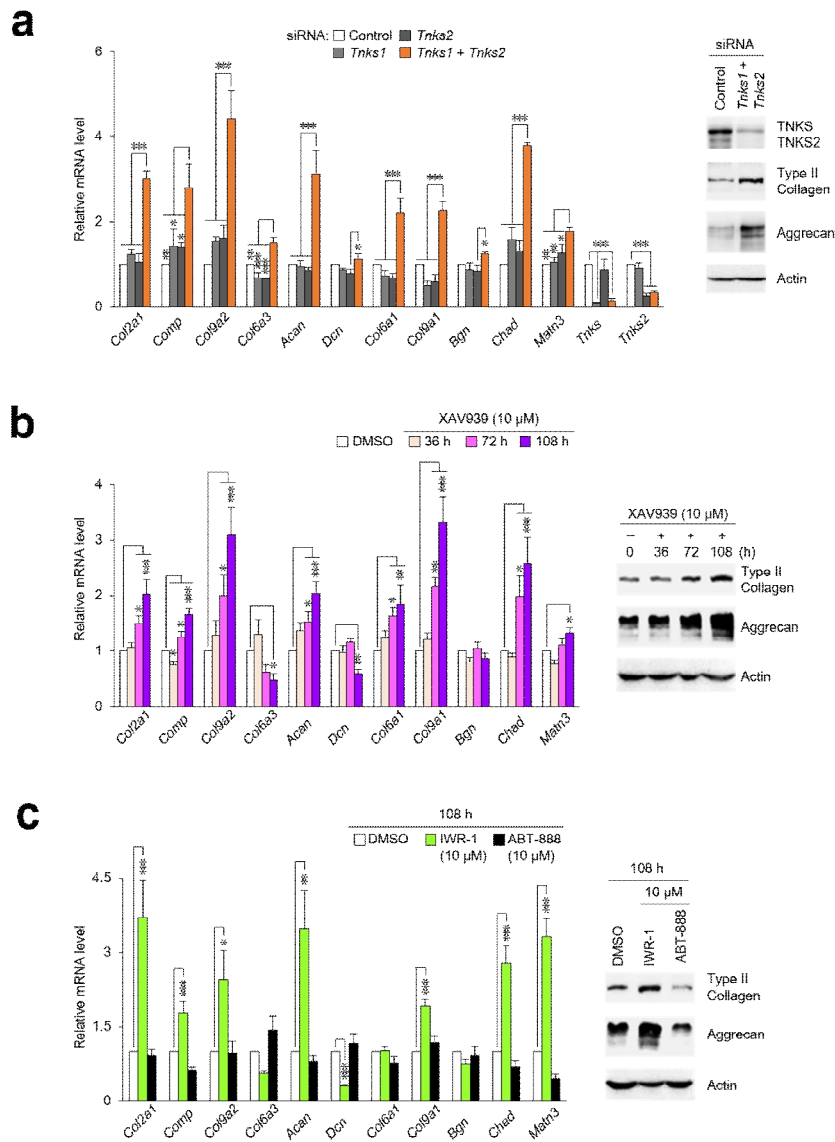 a
siRNA: Control Tnks2
Tnks1 Tnks1 + Tnks2
6
4
2
0
Relative mRNA level
*** *** *** *** *** *** *** ***
** * * ** *** *** * * ** ** *
Col2a1 Comp Col9a2 Col6a3 Acan Dcn Col6a1 Col9a1 Bgn Chad Matn3 Tnks Tnks2
siRNA
Control
Tnks1 +
Tnks2
TNKS
TNKS2
Type II
Collagen
Aggrecan
Actin
b
XAV939 (10 µM)
DMSO 36 h 72 h 108 h
4
3
2
1
0
Relative mRNA level
* *** * * *** * *** * * *** ** * ** ** *** * *** *
Col2a1 Comp Col9a2 Col6a3 Acan Dcn Col6a1 Col9a1 Bgn Chad Matn3
XAV939 (10 µM)
– + + +
0 36 72 108 (h)
Type II
Collagen
Aggrecan
Actin
c
108 h
DMSO IWR-1 ABT-888
(10 µM) (10 µM)
4.5
3
1.5
0
Relative mRNA level
*** *** * ** *** *** *** ***
Col2a1 Comp Col9a2 Col6a3 Acan Dcn Col6a1 Col9a1 Bgn Chad Matn3
108 h
10 µM
DMSO
IWR-1
ABT-888
Type II
Collagen
Aggrecan
Actin